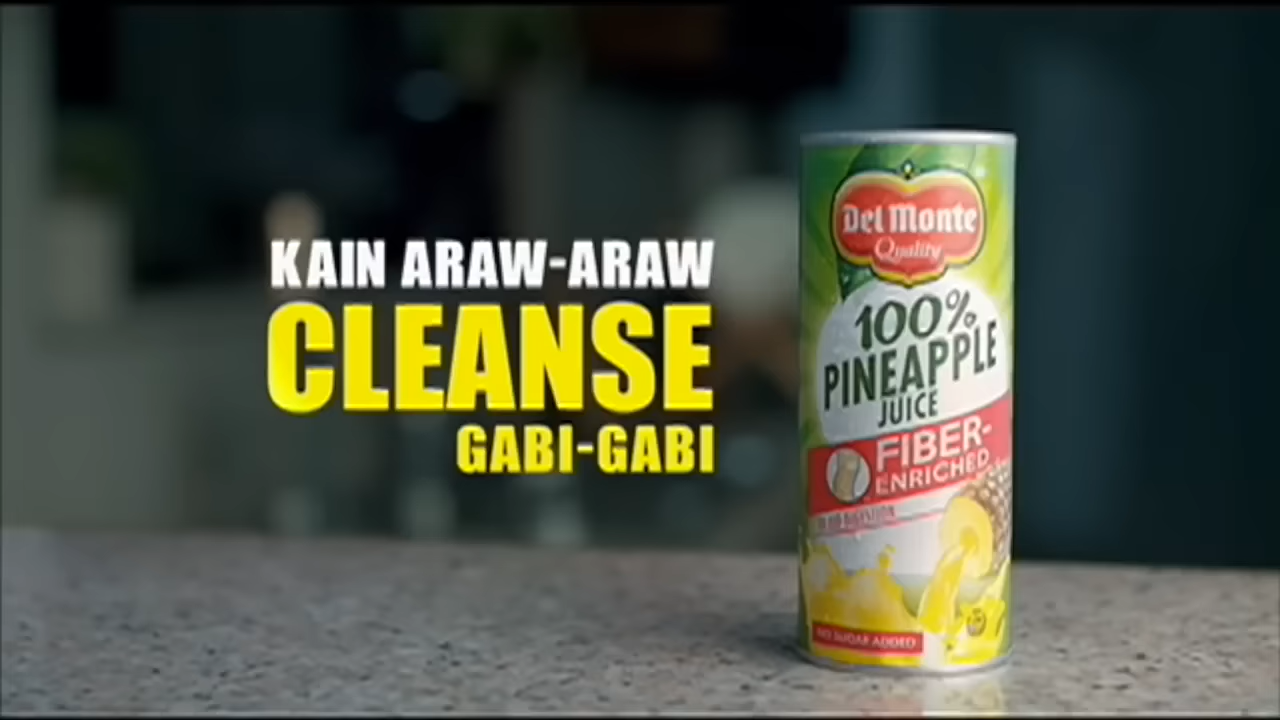 KAIN ARAW-ARAW
CLEANSE
GABI-GABI
Del Monte
Quality
100%
PINEAPPLE
JUICE
FIBER-
ENRICHED
NO SUGAR ADDED